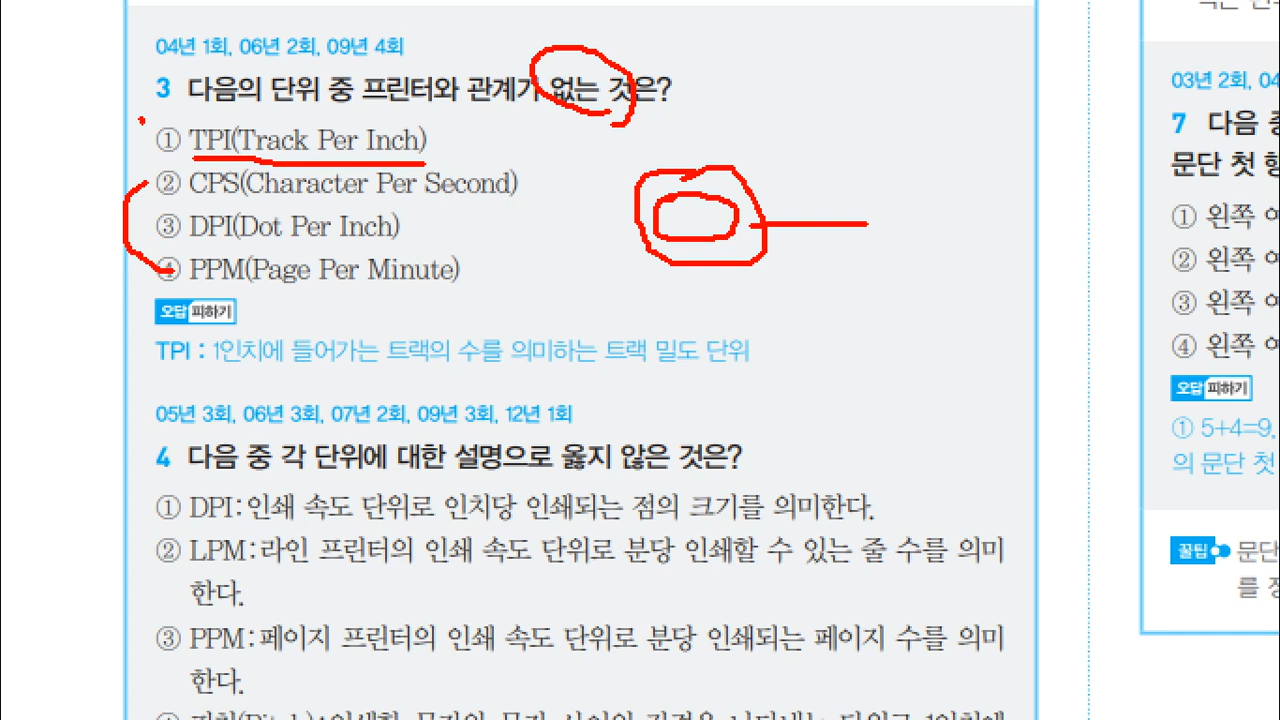 04년 1회, 06년 2회, 09년 4회
3 다음의 단위 중 프린터와 관계가 없는 것은?
① TPI(Track Per Inch)
② CPS(Character Per Second)
③ DPI(Dot Per Inch)
④ PPM(Page Per Minute)
오답 피하기
TPI : 1인치에 들어가는 트랙의 수를 의미하는 트랙 밀도 단위
05년 3회, 06년 3회, 07년 2회, 09년 3회, 12년 1회
4 다음 중 각 단위에 대한 설명으로 옳지 않은 것은?
① DPI:인쇄 속도 단위로 인치당 인쇄되는 점의 크기를 의미한다.
② LPM:라인 프린터의 인쇄 속도 단위로 분당 인쇄할 수 있는 줄 수를 의미
한다.
③ PPM:페이지 프린터의 인쇄 속도 단위로 분당 인쇄되는 페이지 수를 의미
한다.
03년 2회, 04
7 다음
문단 첫
① 왼쪽
② 왼쪽
③ 왼쪽
④ 왼쪽
오답 피하기
① 5+4=9,
의 문단 첫
꿀팁 문단
를